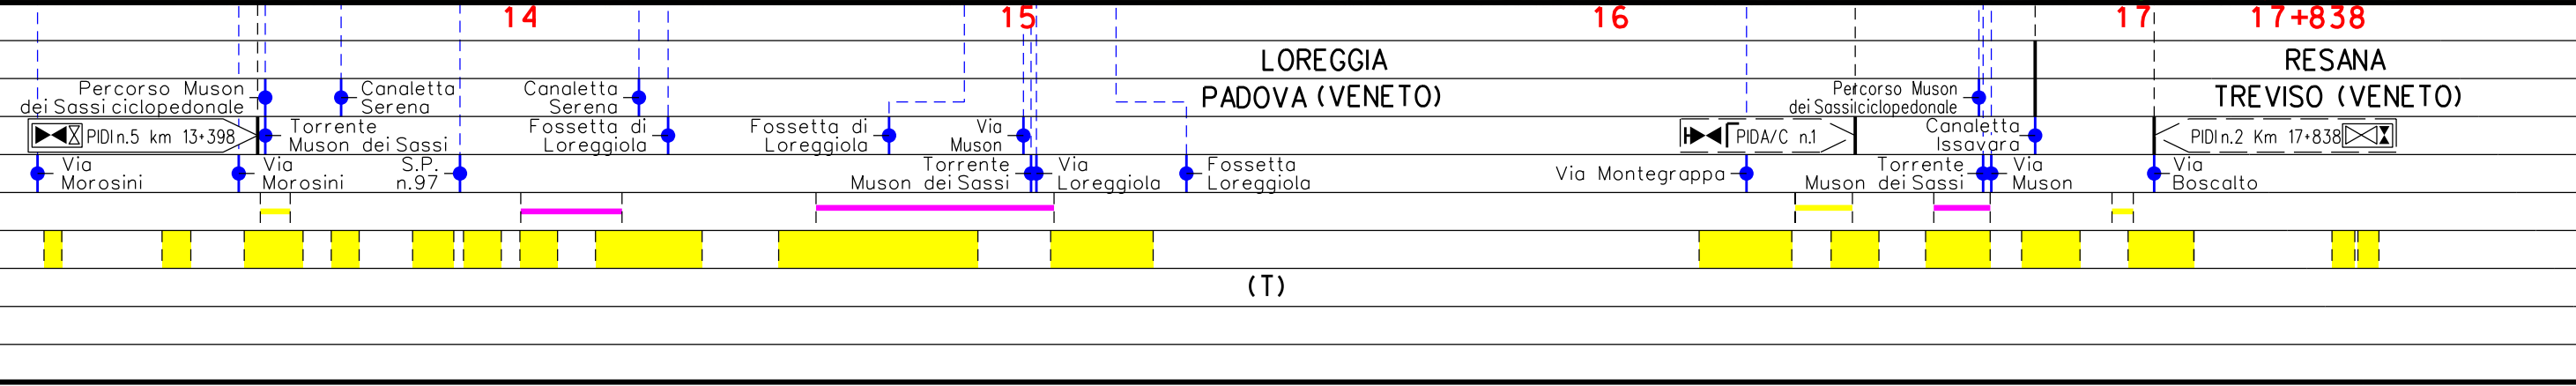 14 15 16 17 17+838
LOREGGIA RESANA
Percorso Muson
dei Sassi ciclopedonale
Canaletta
Serena
Canaletta
Serena
PADOVA (VENETO)
Percorso Muson
dei Sassi ciclopedonale
TREVISO (VENETO)
PIDI n.5 km 13+398
Torrente
Muson dei Sassi
Fossetta di
Loreggiola
Fossetta di
Loreggiola
Via
Muson
PIDA/C n.1
Canaletta
Issavara
PIDI n.2 Km 17+838
Via
Morosini
Via
Morosini
S.P.
n.97
Torrente
Muson dei Sassi
Via
Loreggiola
Fossetta
Loreggiola
Via Montegrappa
Torrente
Muson dei Sassi
Via
Muson
Via
Boscalto
(T)